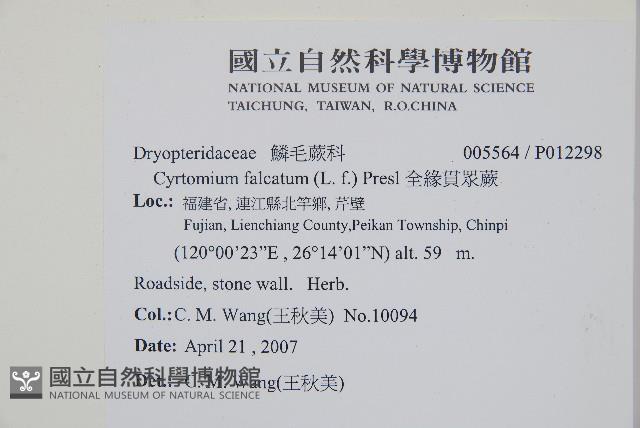 國立自然科學博物館
NATIONAL MUSEUM OF NATURAL SCIENCE
TAICHUNG, TAIWAN, R.O.CHINA
Dryopteridaceae 鱗毛蕨科 005564 / P012298
Cyrtomium falcatum (L. f.) Presl 全緣貫眾蕨
Loc.: 福建省, 連江縣北竿鄉, 芹壁
Fujian, Lienchiang County,Peikan Township, Chinpi
(120°00’23”E , 26°14’01”N) alt. 59 m.
Roadside, stone wall. Herb.
Col.: C. M. Wang(王秋美) No.10094
Date: April 21 , 2007
Det.: C. M. Wang(王秋美)
國立自然科學博物館
NATIONAL MUSEUM OF NATURAL SCIENCE